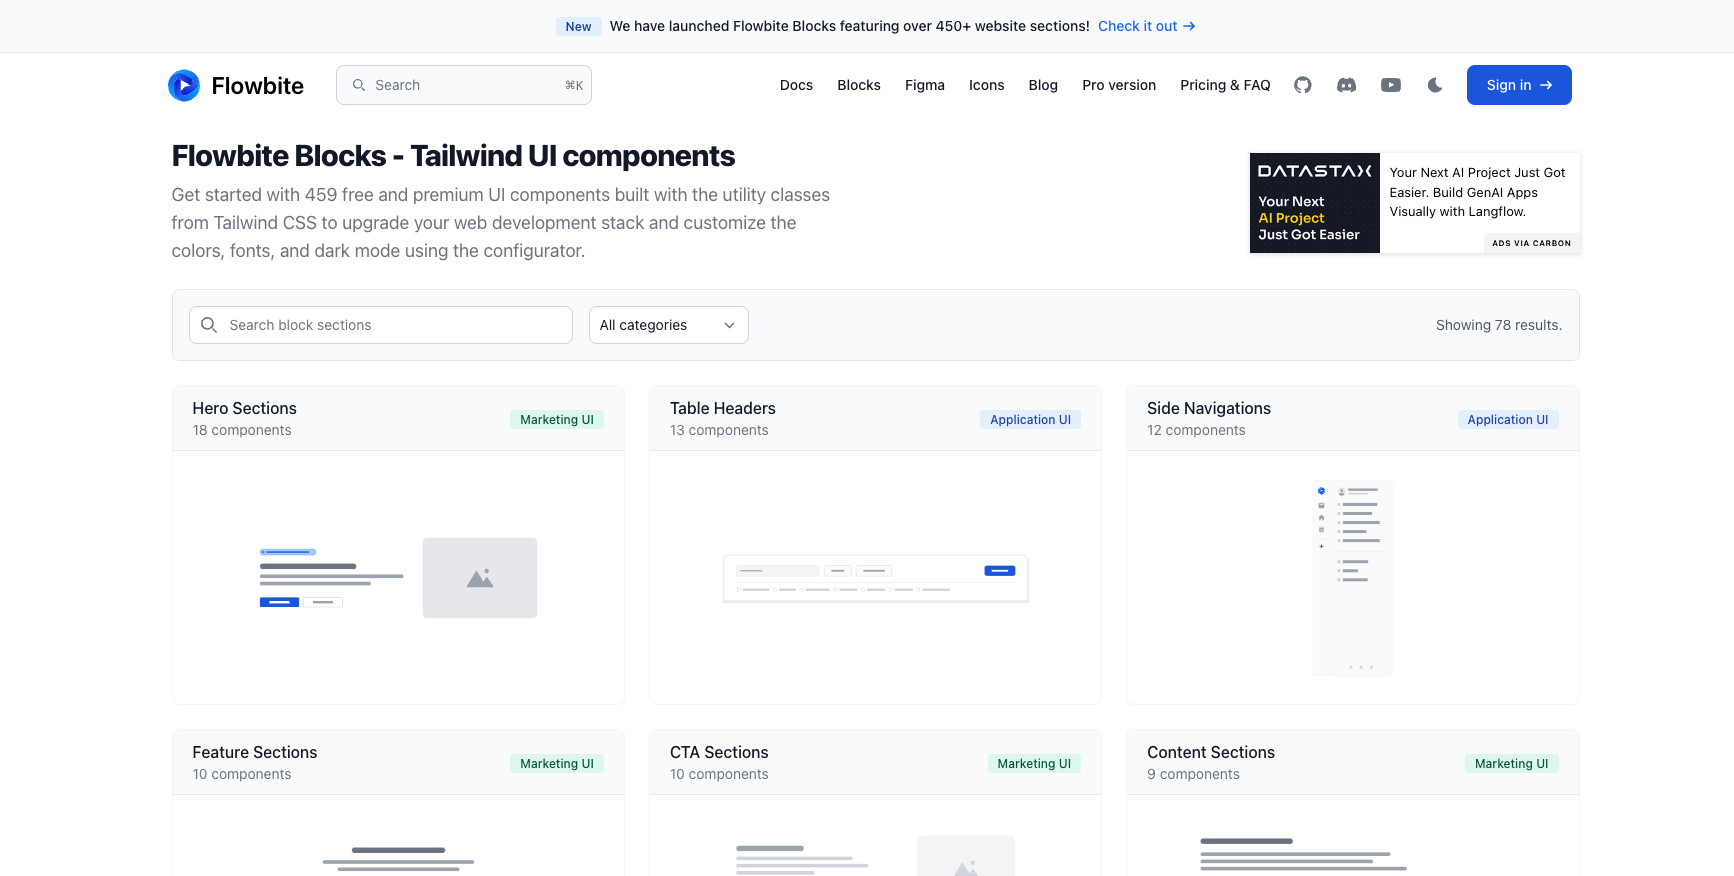 New We have launched Flowbite Blocks featuring over 450+ website sections! Check it out
Flowbite
Search ⌘K
Docs Blocks Figma Icons Blog Pro version Pricing & FAQ Sign in
Flowbite Blocks - Tailwind UI components
Get started with 459 free and premium UI components built with the utility classes
from Tailwind CSS to upgrade your web development stack and customize the
colors, fonts, and dark mode using the configurator.
DATASTAX
Your Next
AI Project
Just Got Easier
Your Next AI Project Just Got
Easier. Build GenAI Apps
Visually with Langflow.
ADS VIA CARBON
Search block sections
All categories
Showing 78 results.
Hero Sections
18 components
Marketing UI
Table Headers
13 components
Application UI
Side Navigations
12 components
Application UI
Feature Sections
10 components
Marketing UI
CTA Sections
10 components
Marketing UI
Content Sections
9 components
Marketing UI